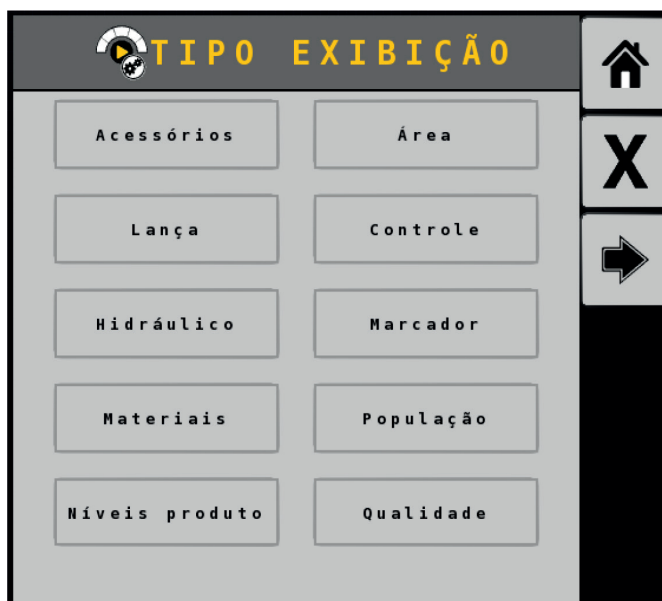 TIPO EXIBIÇÃO
Acessórios
Área
Lança
Controle
Hidráulico
Marcador
Materiais
População
Níveis produto
Qualidade
X